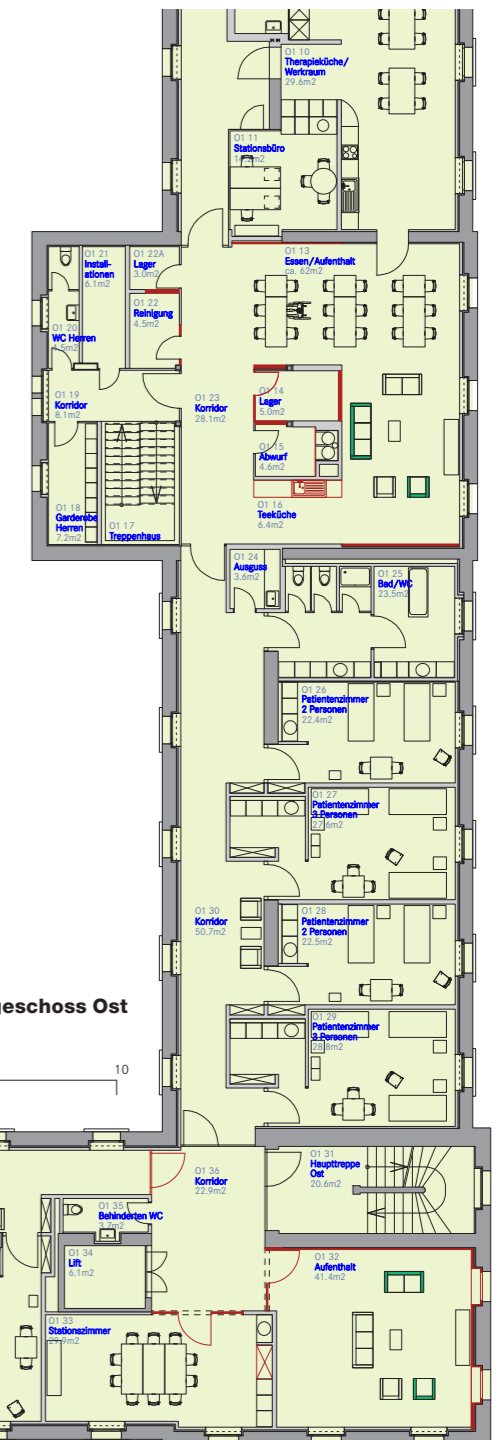 01 10
Therapieküche/
Werkraum
29.6m2
01 11
Stationsbüro
01 13
Essen/Aufenthalt
ca. 62m2
01 21
Install-
ationen
6.1m2
01 22A
Lager
3.0m2
01 22
Reinigung
4.5m2
01 20
WC Herren
01 19
Korridor
8.1m2
01 23
Korridor
28.1m2
01 14
Lager
5.0m2
01 15
Abwurf
4.6m2
01 16
Teeküche
6.4m2
01 18
Garderobe
Herren
7.2m2
01 17
Treppenhaus
01 24
Ausguss
3.6m2
01 25
Bad/WC
23.5m2
01 26
Patientenzimmer
2 Personen
22.4m2
01 27
Patientenzimmer
3 Personen
27.6m2
01 28
Patientenzimmer
2 Personen
22.5m2
01 30
Korridor
50.7m2
01 29
Patientenzimmer
3 Personen
28.8m2
geschoss Ost
10
01 31
Haupttreppe
Ost
20.6m2
01 36
Korridor
22.9m2
01 35
Behinderten WC
3.7m2
01 34
Lift
6.1m2
01 32
Aufenthalt
41.4m2
01 33
Stationszimmer
29.9m2